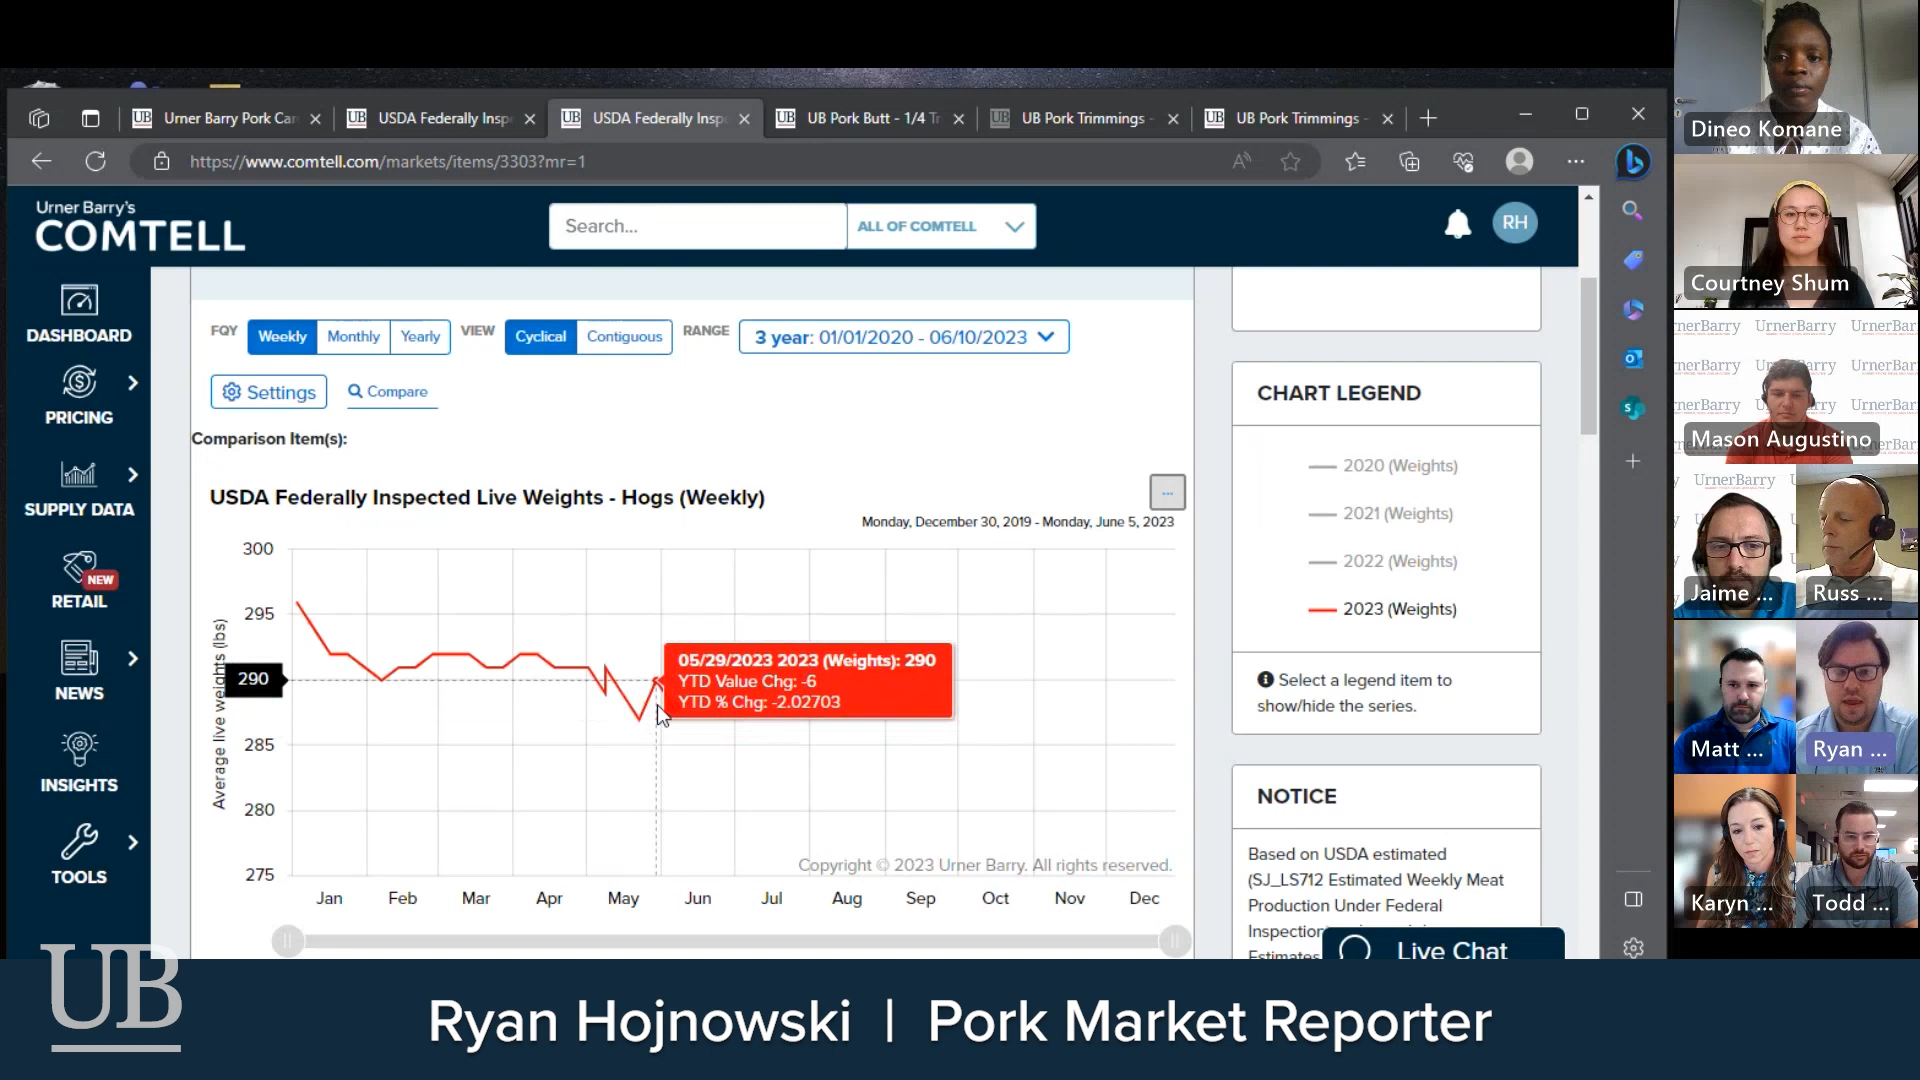 Urner Barry Pork Car
USDA Federally Insp
USDA Federally Insp
UB Pork Butt - 1/4 Tr
UB Pork Trimmings -
UB Pork Trimmings -
https://www.comtell.com/markets/items/3303?mr=1
Urner Barry's
COMTELL
Search...
ALL OF COMTELL
RH
DASHBOARD
PRICING
SUPPLY DATA
NEW
RETAIL
NEWS
INSIGHTS
TOOLS
FQY
Weekly
Monthly
Yearly
VIEW
Cyclical
Contiguous
RANGE
3 year: 01/01/2020 - 06/10/2023
Settings
Compare
Comparison Item(s):
USDA Federally Inspected Live Weights - Hogs (Weekly)
Monday, December 30, 2019 - Monday, June 5, 2023
Average live weights (lbs)
300
295
290
285
280
275
05/29/2023 2023 (Weights): 290
YTD Value Chg: -6
YTD % Chg: -2.02703
Copyright © 2023 Urner Barry. All rights reserved.
Jan Feb Mar Apr May Jun Jul Aug Sep Oct Nov Dec
CHART LEGEND
2020 (Weights)
2021 (Weights)
2022 (Weights)
2023 (Weights)
Select a legend item to
show/hide the series.
NOTICE
Based on USDA estimated
(SJ_LS712 Estimated Weekly Meat
Production Under Federal
Inspection
Estimates
Live Chat
Dineo Komane
Courtney Shum
UrnerBarry
Mason Augustino
UrnerBarry
Jaime ...
Russ ...
Matt ...
Ryan ...
Karyn ...
Todd ...
UB
Ryan Hojnowski | Pork Market Reporter